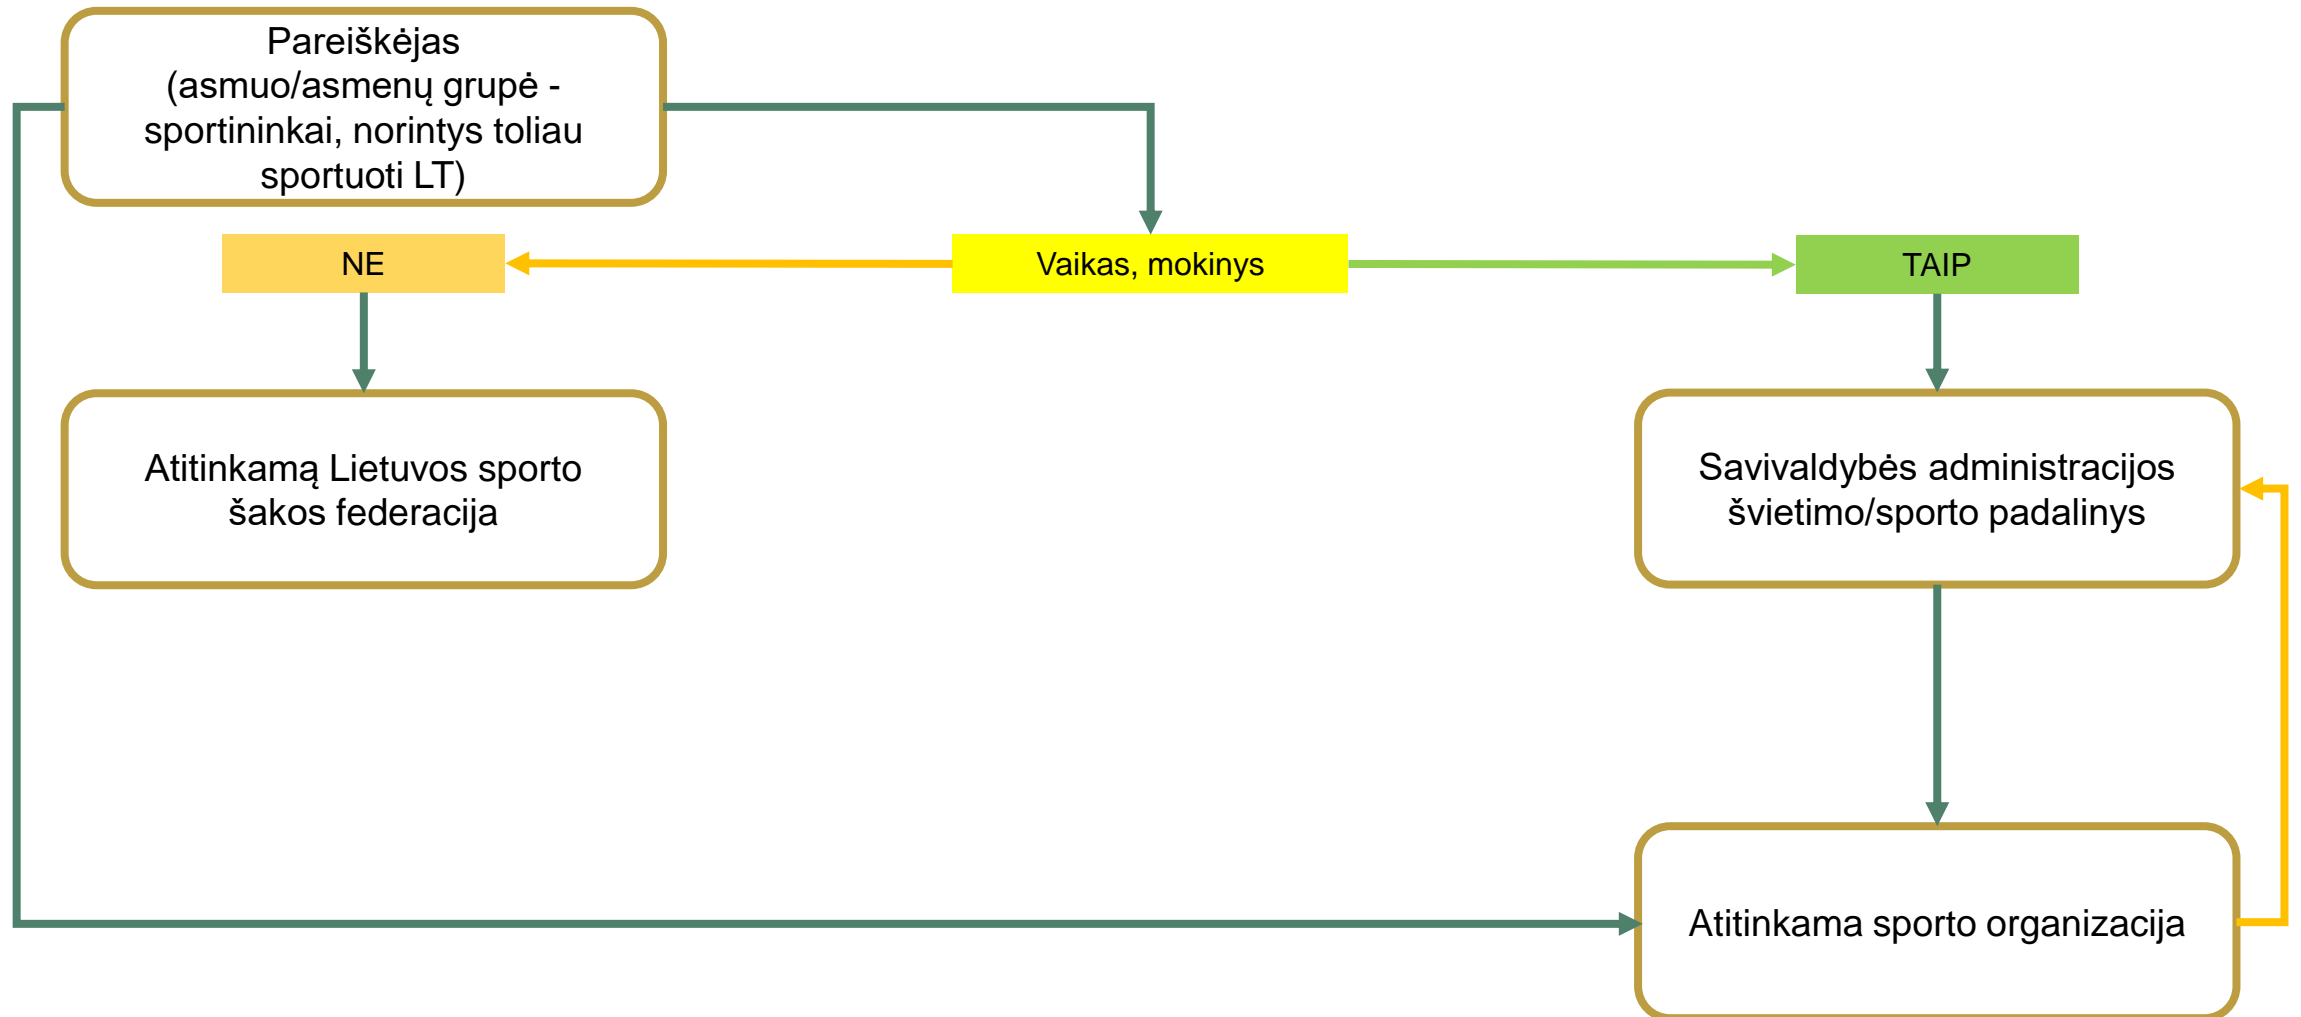 Pareiškėjas
(asmuo/asmenų grupė -
sportininkai, norintys toliau
sportuoti LT)
NE
Vaikas, mokinys
TAIP
Atitinkamą Lietuvos sporto
šakos federacija
Savivaldybės administracijos
švietimo/sporto padalinys
Atitinkama sporto organizacija